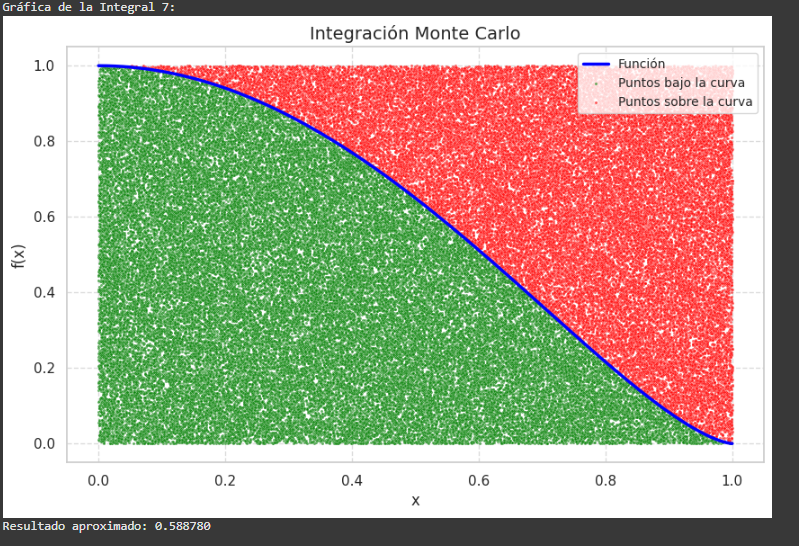 Gráfica de la Integral 7:
Integración Monte Carlo
Función
Puntos bajo la curva
Puntos sobre la curva
f(x)
1.0
0.8
0.6
0.4
0.2
0.0
0.0 0.2 0.4 0.6 0.8 1.0
x
Resultado aproximado: 0.588780